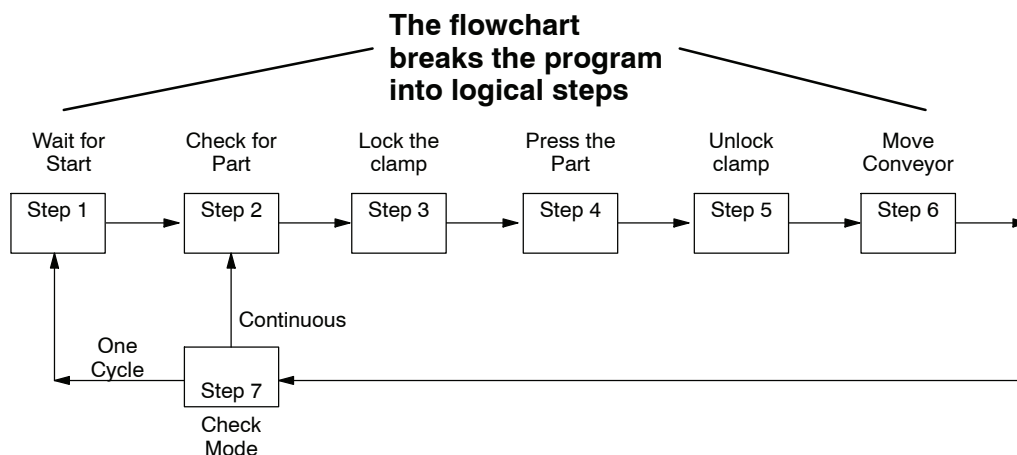 The flowchart
breaks the program
into logical steps
Wait for
Start
Check for
Part
Lock the
clamp
Press the
Part
Unlock
clamp
Move
Conveyor
Step 1
Step 2
Step 3
Step 4
Step 5
Step 6
Continuous
One
Cycle
Step 7
Check
Mode